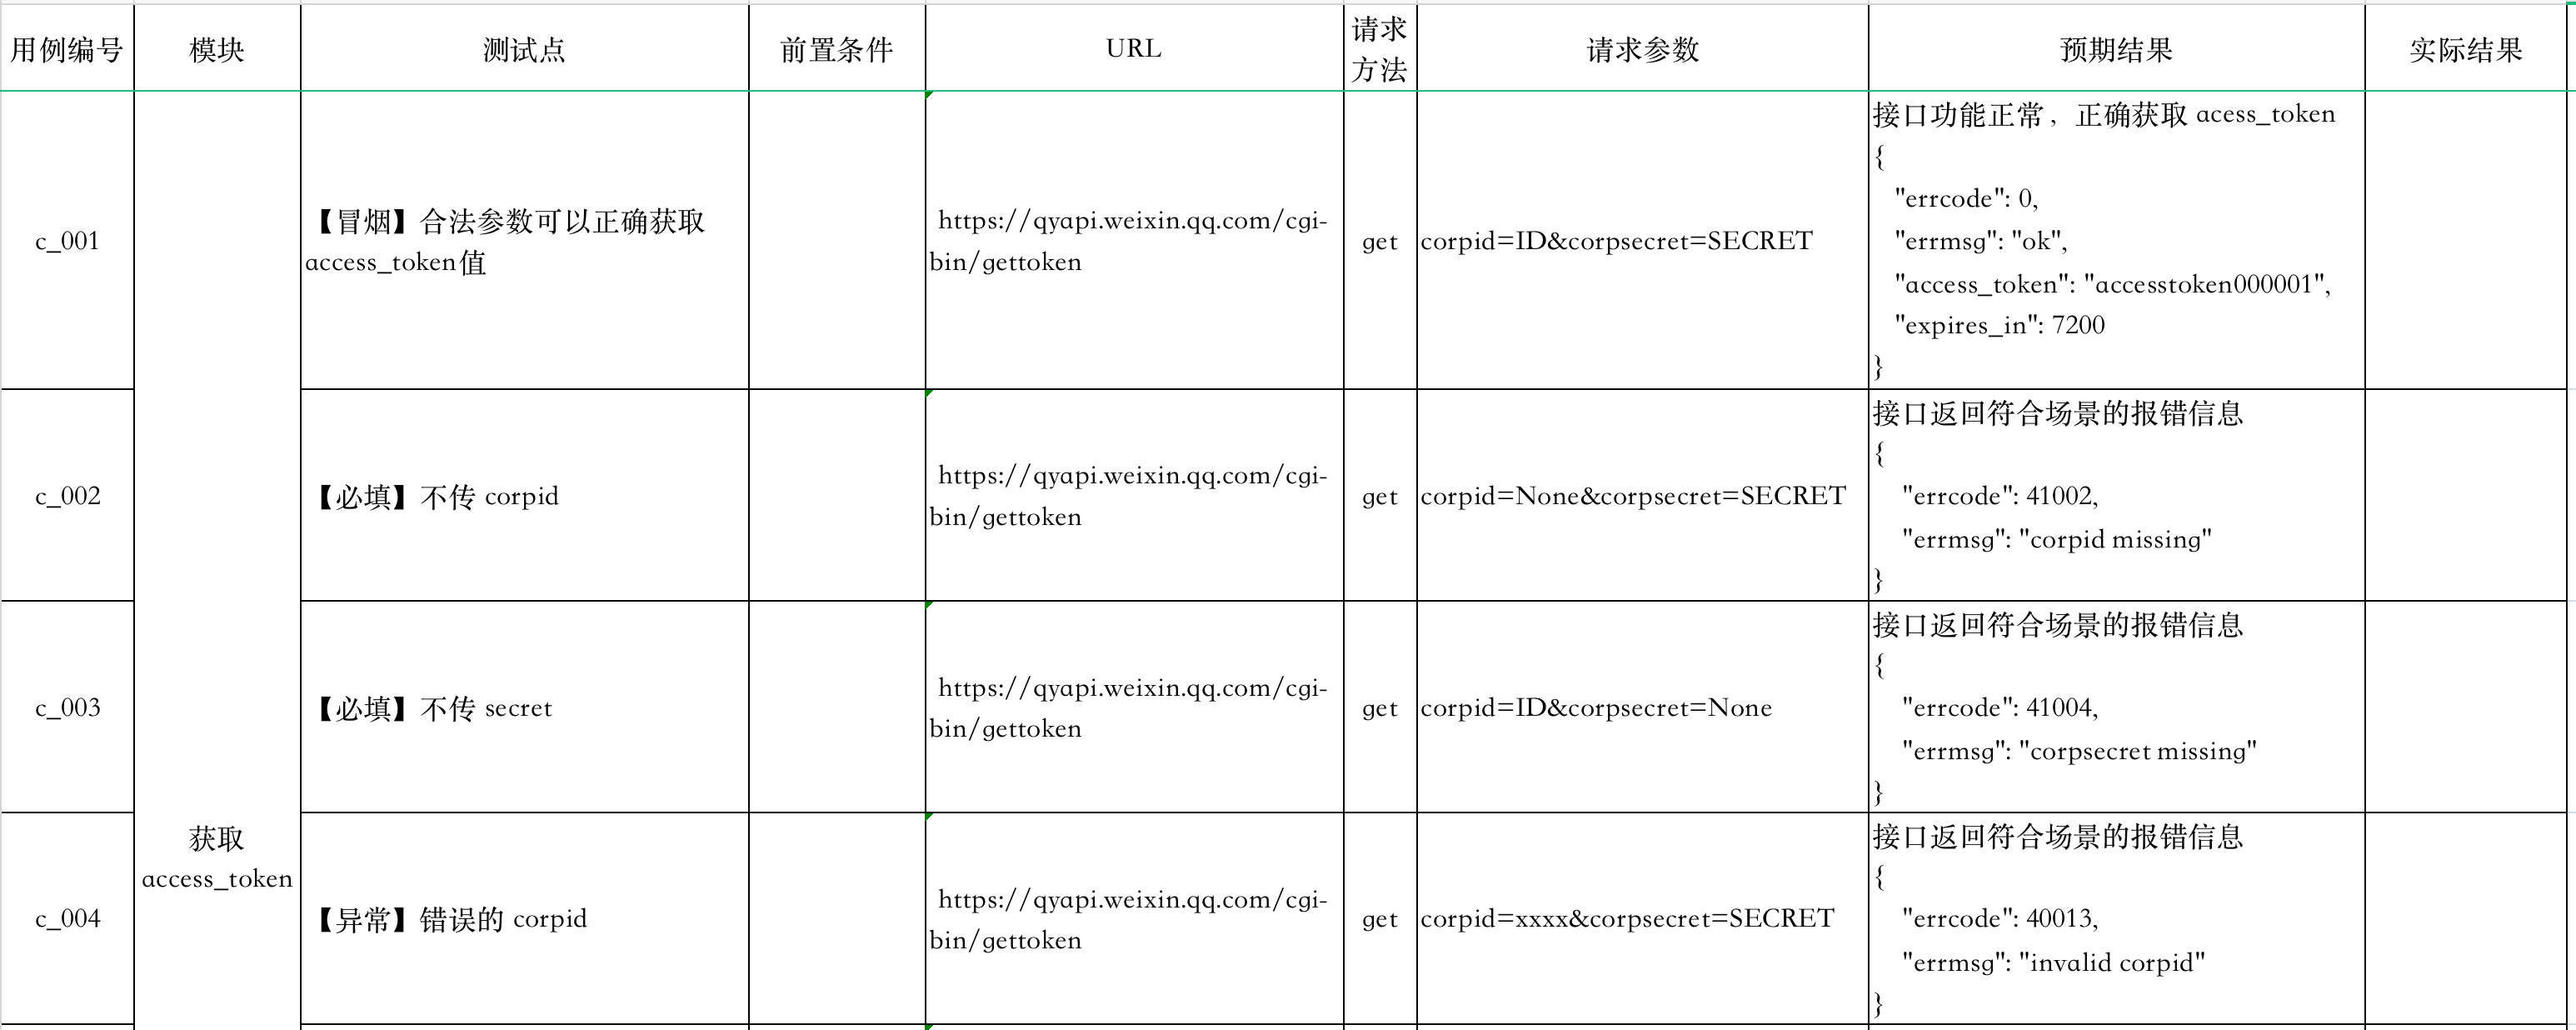 用例编号 模块 测试点 前置条件 URL 请求 方法 请求参数 预期结果 实际结果
c_001
【冒烟】合法参数可以正确获取
access_token值
https://qyapi.weixin.qq.com/cgi-
bin/gettoken
get
corpid=ID&corpsecret=SECRET
接口功能正常，正确获取 acess_token
{
"errcode": 0,
"errmsg": "ok",
"access_token": "accesstoken000001",
"expires_in": 7200
}
c_002
【必填】不传 corpid
https://qyapi.weixin.qq.com/cgi-
bin/gettoken
get
corpid=None&corpsecret=SECRET
接口返回符合场景的报错信息
{
"errcode": 41002,
"errmsg": "corpid missing"
}
c_003
【必填】不传 secret
https://qyapi.weixin.qq.com/cgi-
bin/gettoken
get
corpid=ID&corpsecret=None
接口返回符合场景的报错信息
{
"errcode": 41004,
"errmsg": "corpsecret missing"
}
获取
access_token
c_004
【异常】错误的 corpid
https://qyapi.weixin.qq.com/cgi-
bin/gettoken
get
corpid=xxxx&corpsecret=SECRET
接口返回符合场景的报错信息
{
"errcode": 40013,
"errmsg": "invalid corpid"
}